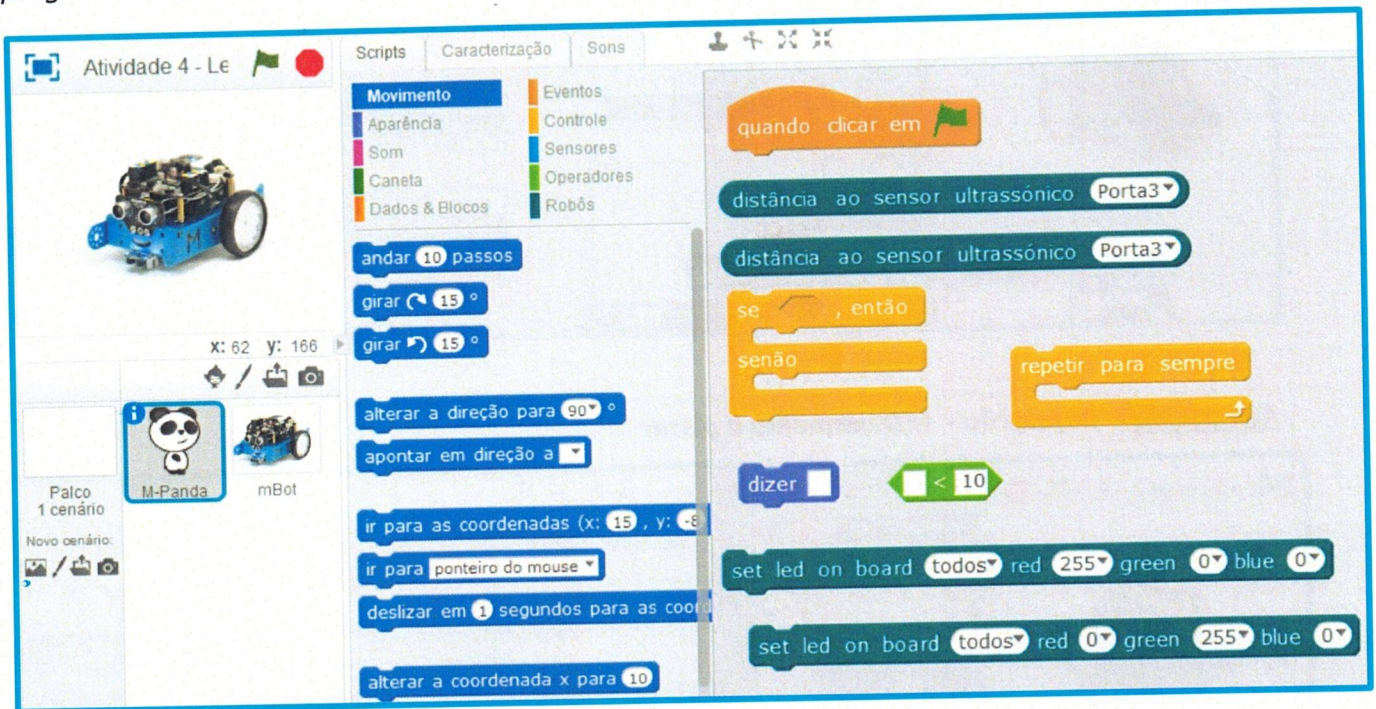 Atividade 4 - Le
Scripts
Caracterização
Sons
Movimento
Aparência
Som
Caneta
Dados & Blocos
Eventos
Controle
Sensores
Operadores
Robôs
andar 10 passos
girar 15 °
girar 15 °
alterar a direção para 90 °
apontar em direção a
ir para as coordenadas (x: 15 , y: -8
ir para ponteiro do mouse
deslizar em 1 segundos para as coord
alterar a coordenada x para 10
x: 62 y: 166
Palco
1 cenário
Novo cenário:
M-Panda
mBot
quando clicar em
distância ao sensor ultrassónico Porta3
distância ao sensor ultrassónico Porta3
se , então
senão
repetir para sempre
dizer
< 10
set led on board todos red 255 green 0 blue 0
set led on board todos red 0 green 255 blue 0